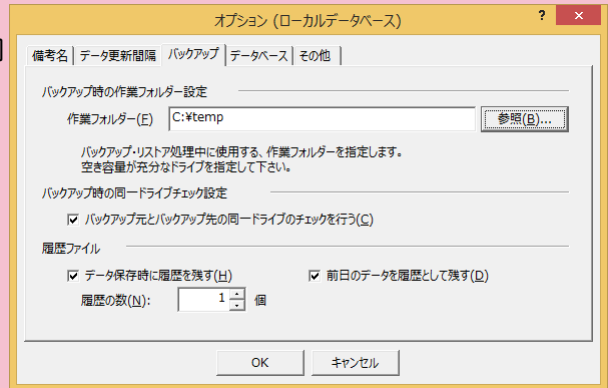 オプション (ローカルデータベース)
? ×
備考名 データ更新間隔 バックアップ データベース その他
バックアップ時の作業フォルダー設定
作業フォルダー(F) C:¥temp 参照(B)...
バックアップ・リストア処理中に使用する、作業フォルダーを指定します。
空き容量が充分なドライブを指定して下さい。
バックアップ時の同一ドライブチェック設定
バックアップ元とバックアップ先の同一ドライブのチェックを行う(C)
履歴ファイル
データ保存時に履歴を残す(H) 前日のデータを履歴として残す(D)
履歴の数(N): 1 個
OK キャンセル